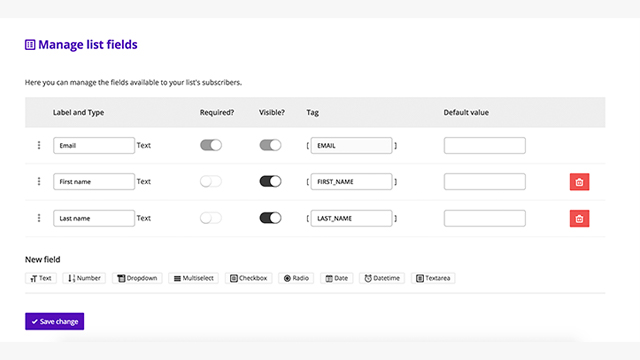 Manage list fields
Here you can manage the fields available to your list's subscribers.
Label and Type Required? Visible? Tag Default value
Email Text [ EMAIL ]
First name Text [ FIRST_NAME ]
Last name Text [ LAST_NAME ]
New field
Text Number Dropdown Multiselect Checkbox Radio Date Datetime Textarea
Save change